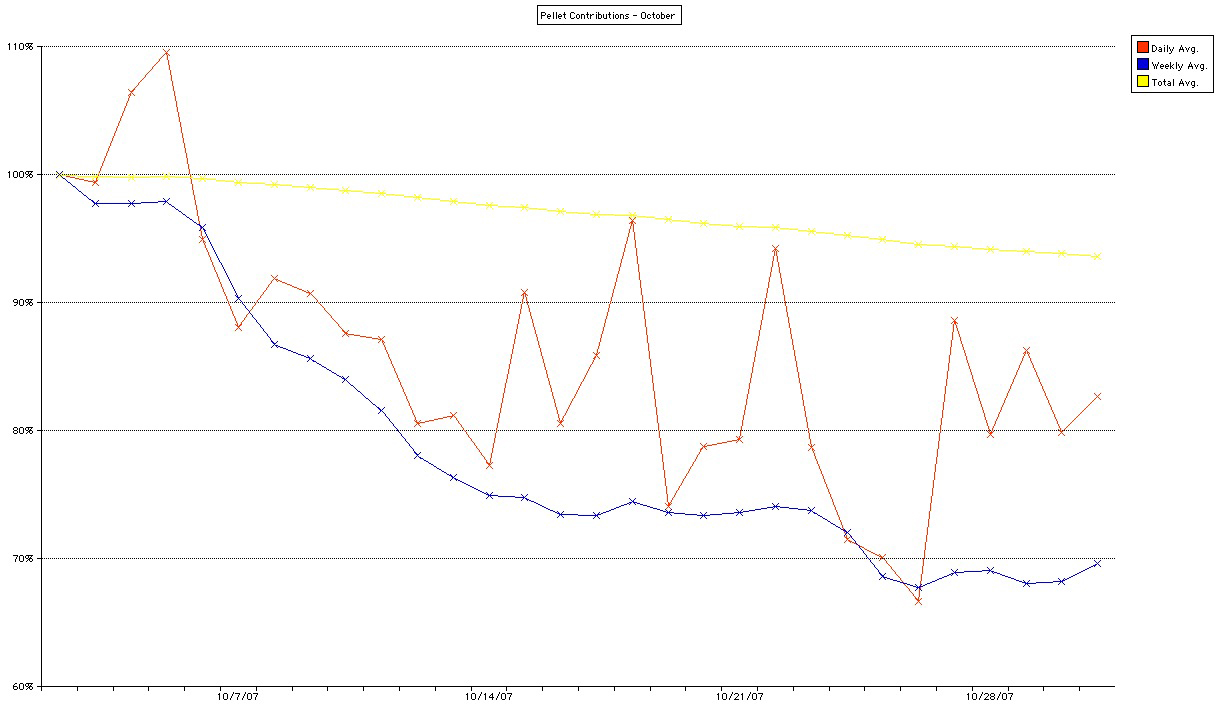 Pellet Contributions - October
110%
100%
90%
80%
70%
60%
10/7/07
10/14/07
10/21/07
10/28/07
Daily Avg.
Weekly Avg.
Total Avg.